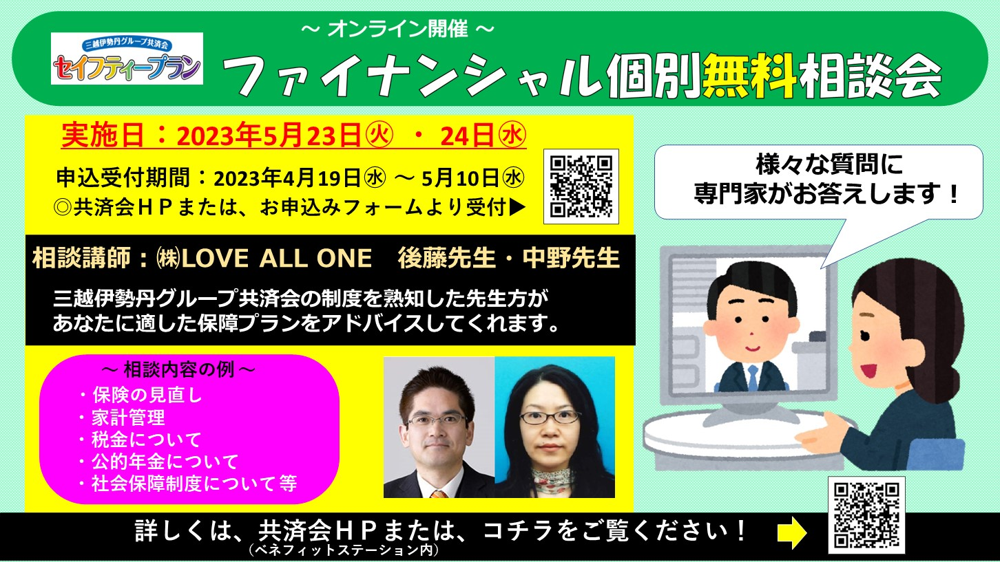 ～ オンライン開催 ～
三越伊勢丹グループ共済会
セイフティープラン
ファイナンシャル個別無料相談会
実施日：2023年5月23日㊋ ・ 24日㊌
申込受付期間：2023年4月19日㊌ ～ 5月10日㊌
◎共済会ＨＰまたは、お申込みフォームより受付▶
様々な質問に
専門家がお答えします！
相談講師：㈱LOVE ALL ONE　後藤先生・中野先生
三越伊勢丹グループ共済会の制度を熟知した先生方が
あなたに適した保障プランをアドバイスしてくれます。
～ 相談内容の例 ～
・保険の見直し
・家計管理
・税金について
・公的年金について
・社会保障制度について 等
詳しくは、共済会ＨＰまたは、コチラをご覧ください！
（ベネフィットステーション内）